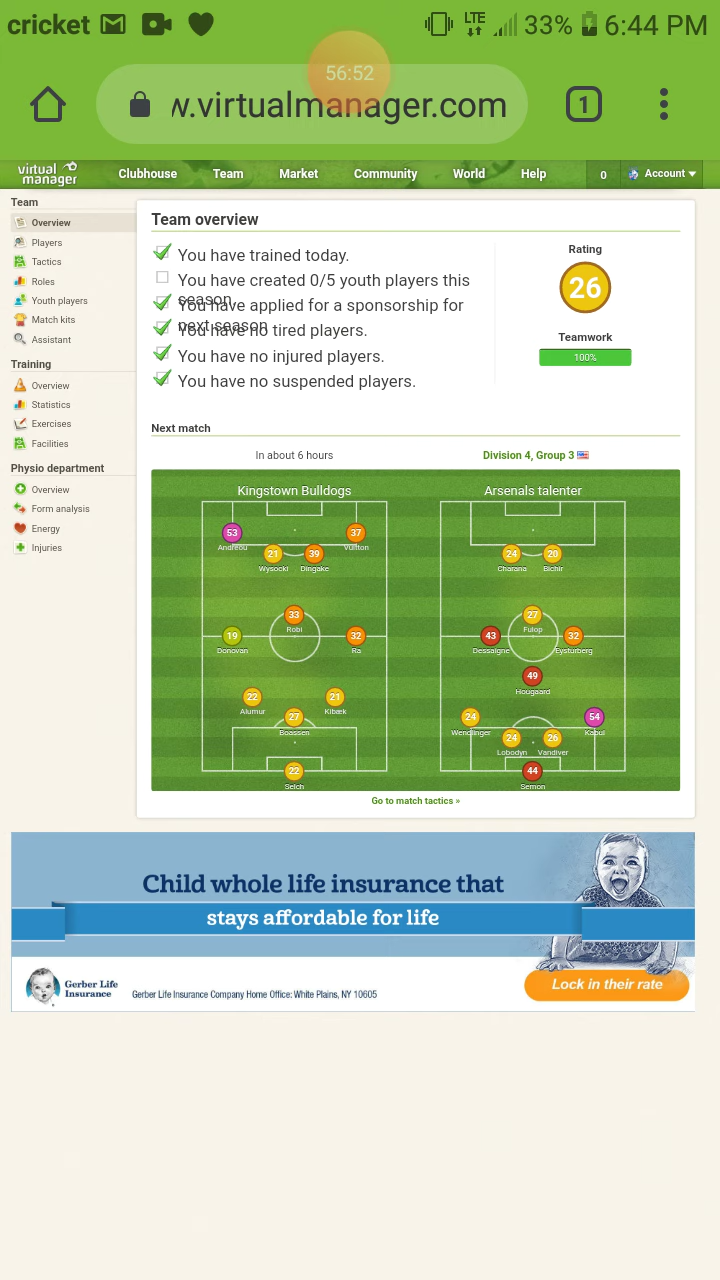 cricket
LTE
33%
6:44 PM
56:52
w.virtualmanager.com
1
virtual manager
Clubhouse
Team
Market
Community
World
Help
0
Account
Team
Overview
Players
Tactics
Roles
Youth players
Match kits
Assistant
Training
Overview
Statistics
Exercises
Facilities
Physio department
Overview
Form analysis
Energy
Injuries
Team overview
You have trained today.
You have created 0/5 youth players this
season.
You have applied for a sponsorship for
next season
You have no tired players.
You have no injured players.
You have no suspended players.
Rating
26
Teamwork
100%
Next match
In about 6 hours
Division 4, Group 3
Kingstown Bulldogs
53
Andreou
37
Vuitton
21
Wysocki
39
Dingake
33
Robi
19
Donovan
32
Ra
22
Alumur
21
Kibæk
27
Boassen
22
Selch
Arsenals talenter
24
Charana
20
Bichir
27
Fulop
43
Dessaigne
32
Eysturberg
49
Hougaard
24
Wendlinger
54
Kabui
24
Lobodyn
26
Vandiver
44
Semon
Go to match tactics »
Child whole life insurance that
stays affordable for life
Gerber Life
Insurance
Gerber Life Insurance Company Home Office: White Plains, NY 10605
Lock in their rate